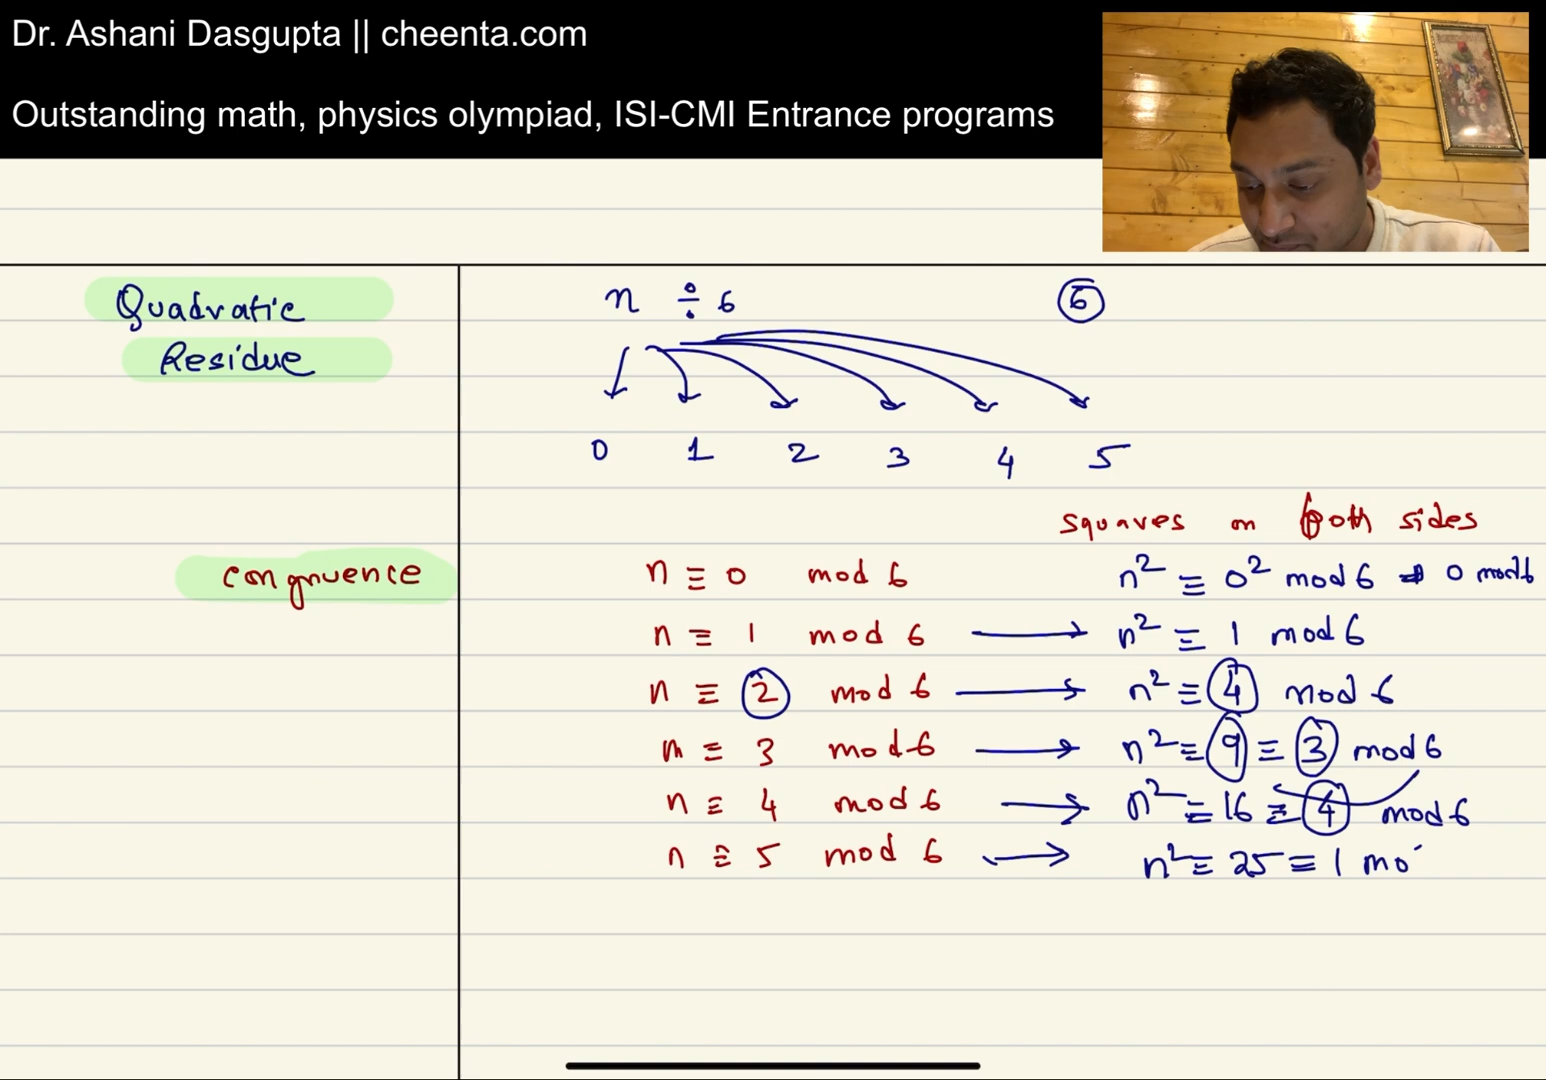 Dr. Ashani Dasgupta || cheenta.com
Outstanding math, physics olympiad, ISI-CMI Entrance programs
Quadratic
Residue
n ÷ 6
6
0 1 2 3 4 5
squares on both sides
congruence
n ≡ 0 mod 6 n² ≡ 0² mod 6 ≡ 0 mod 6
n ≡ 1 mod 6 ⟶ n² ≡ 1 mod 6
n ≡ 2 mod 6 ⟶ n² ≡ 4 mod 6
n ≡ 3 mod 6 ⟶ n² ≡ 9 ≡ 3 mod 6
n ≡ 4 mod 6 ⟶ n² ≡ 16 ≡ 4 mod 6
n ≡ 5 mod 6 ⟶ n² ≡ 25 ≡ 1 mo